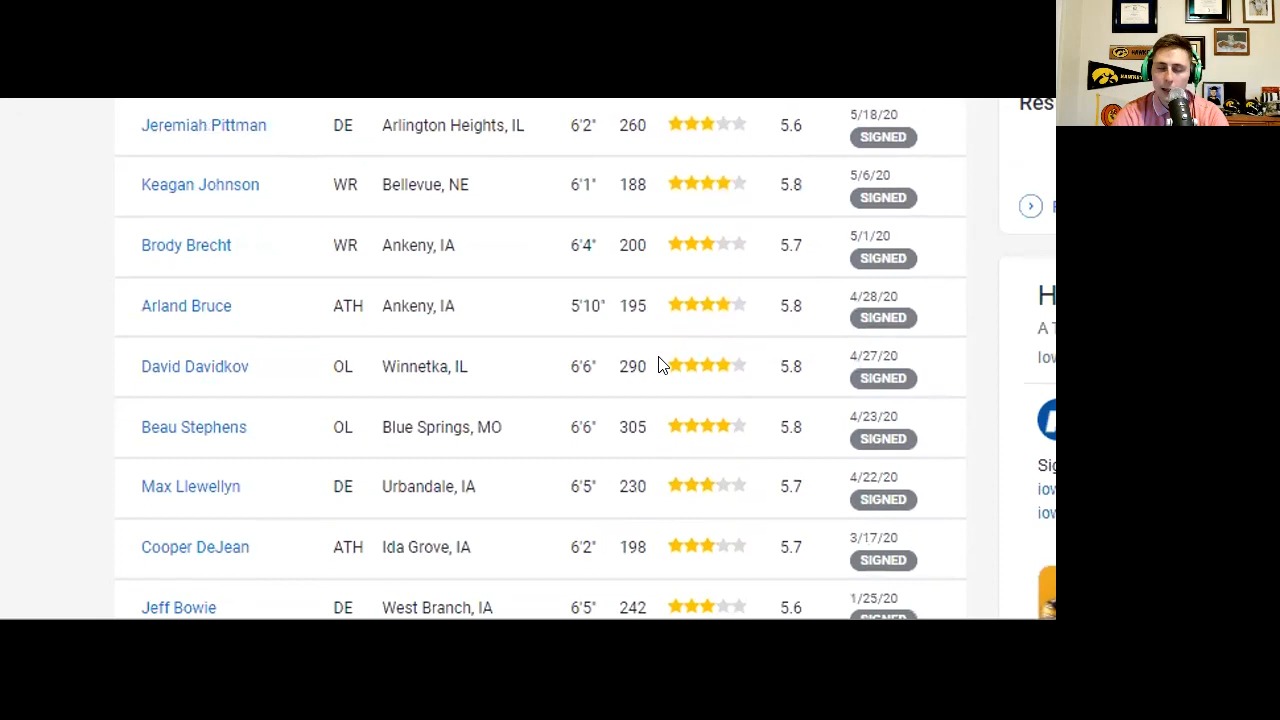 Jeremiah Pittman DE Arlington Heights, IL 6'2" 260 5.6 5/18/20 SIGNED
Keagan Johnson WR Bellevue, NE 6'1" 188 5.8 5/6/20 SIGNED
Brody Brecht WR Ankeny, IA 6'4" 200 5.7 5/1/20 SIGNED
Arland Bruce ATH Ankeny, IA 5'10" 195 5.8 4/28/20 SIGNED
David Davidkov OL Winnetka, IL 6'6" 290 5.8 4/27/20 SIGNED
Beau Stephens OL Blue Springs, MO 6'6" 305 5.8 4/23/20 SIGNED
Max Llewellyn DE Urbandale, IA 6'5" 230 5.7 4/22/20 SIGNED
Cooper DeJean ATH Ida Grove, IA 6'2" 198 5.7 3/17/20 SIGNED
Jeff Bowie DE West Branch, IA 6'5" 242 5.6 1/25/20 SIGNED
Res
H
A T
Iow
Sig
iow
iow